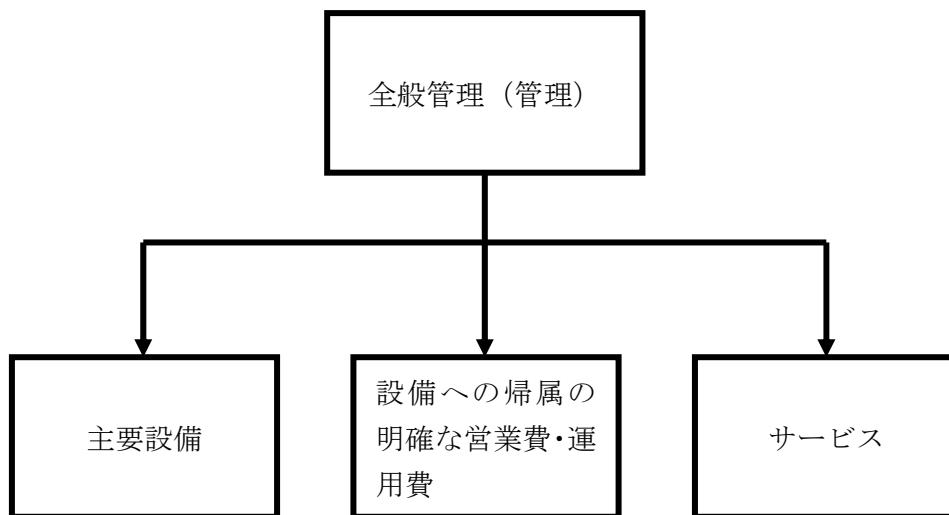 全般管理（管理）
主要設備
設備への帰属の
明確な営業費・運
用費
サービス